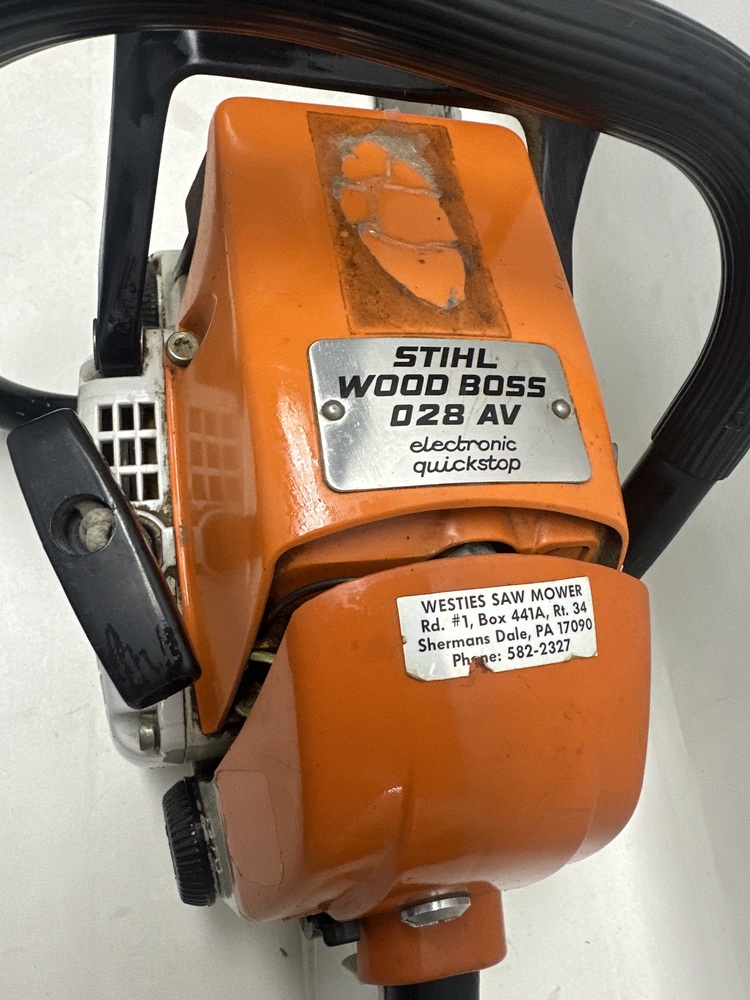 STIHL
WOOD BOSS
028 AV
electronic
quickstop
WESTIES SAW MOWER
Rd. #1, Box 441A, Rt. 34
Shermans Dale, PA 17090
Phone: 582-2327